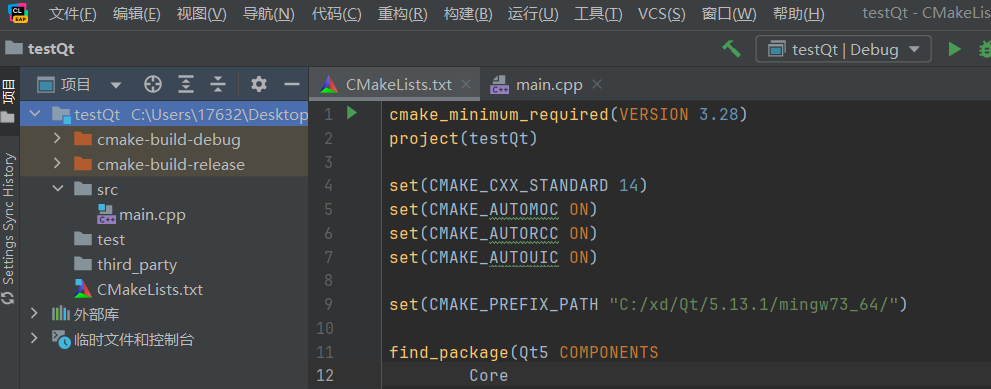 CL EAP 文件(F) 编辑(E) 视图(V) 导航(N) 代码(C) 重构(R) 构建(B) 运行(U) 工具(T) VCS(S) 窗口(W) 帮助(H) testQt - CMakeLis
testQt testQt | Debug
项目 项目 CMakeLists.txt main.cpp
testQt C:\Users\17632\Desktop
cmake-build-debug
cmake-build-release
src
C++ main.cpp
test
third_party
CMakeLists.txt
外部库
临时文件和控制台
Settings Sync History
1 cmake_minimum_required(VERSION 3.28)
2 project(testQt)
3
4 set(CMAKE_CXX_STANDARD 14)
5 set(CMAKE_AUTOMOC ON)
6 set(CMAKE_AUTORCC ON)
7 set(CMAKE_AUTOUIC ON)
8
9 set(CMAKE_PREFIX_PATH "C:/xd/Qt/5.13.1/mingw73_64/")
10
11 find_package(Qt5 COMPONENTS
12 Core